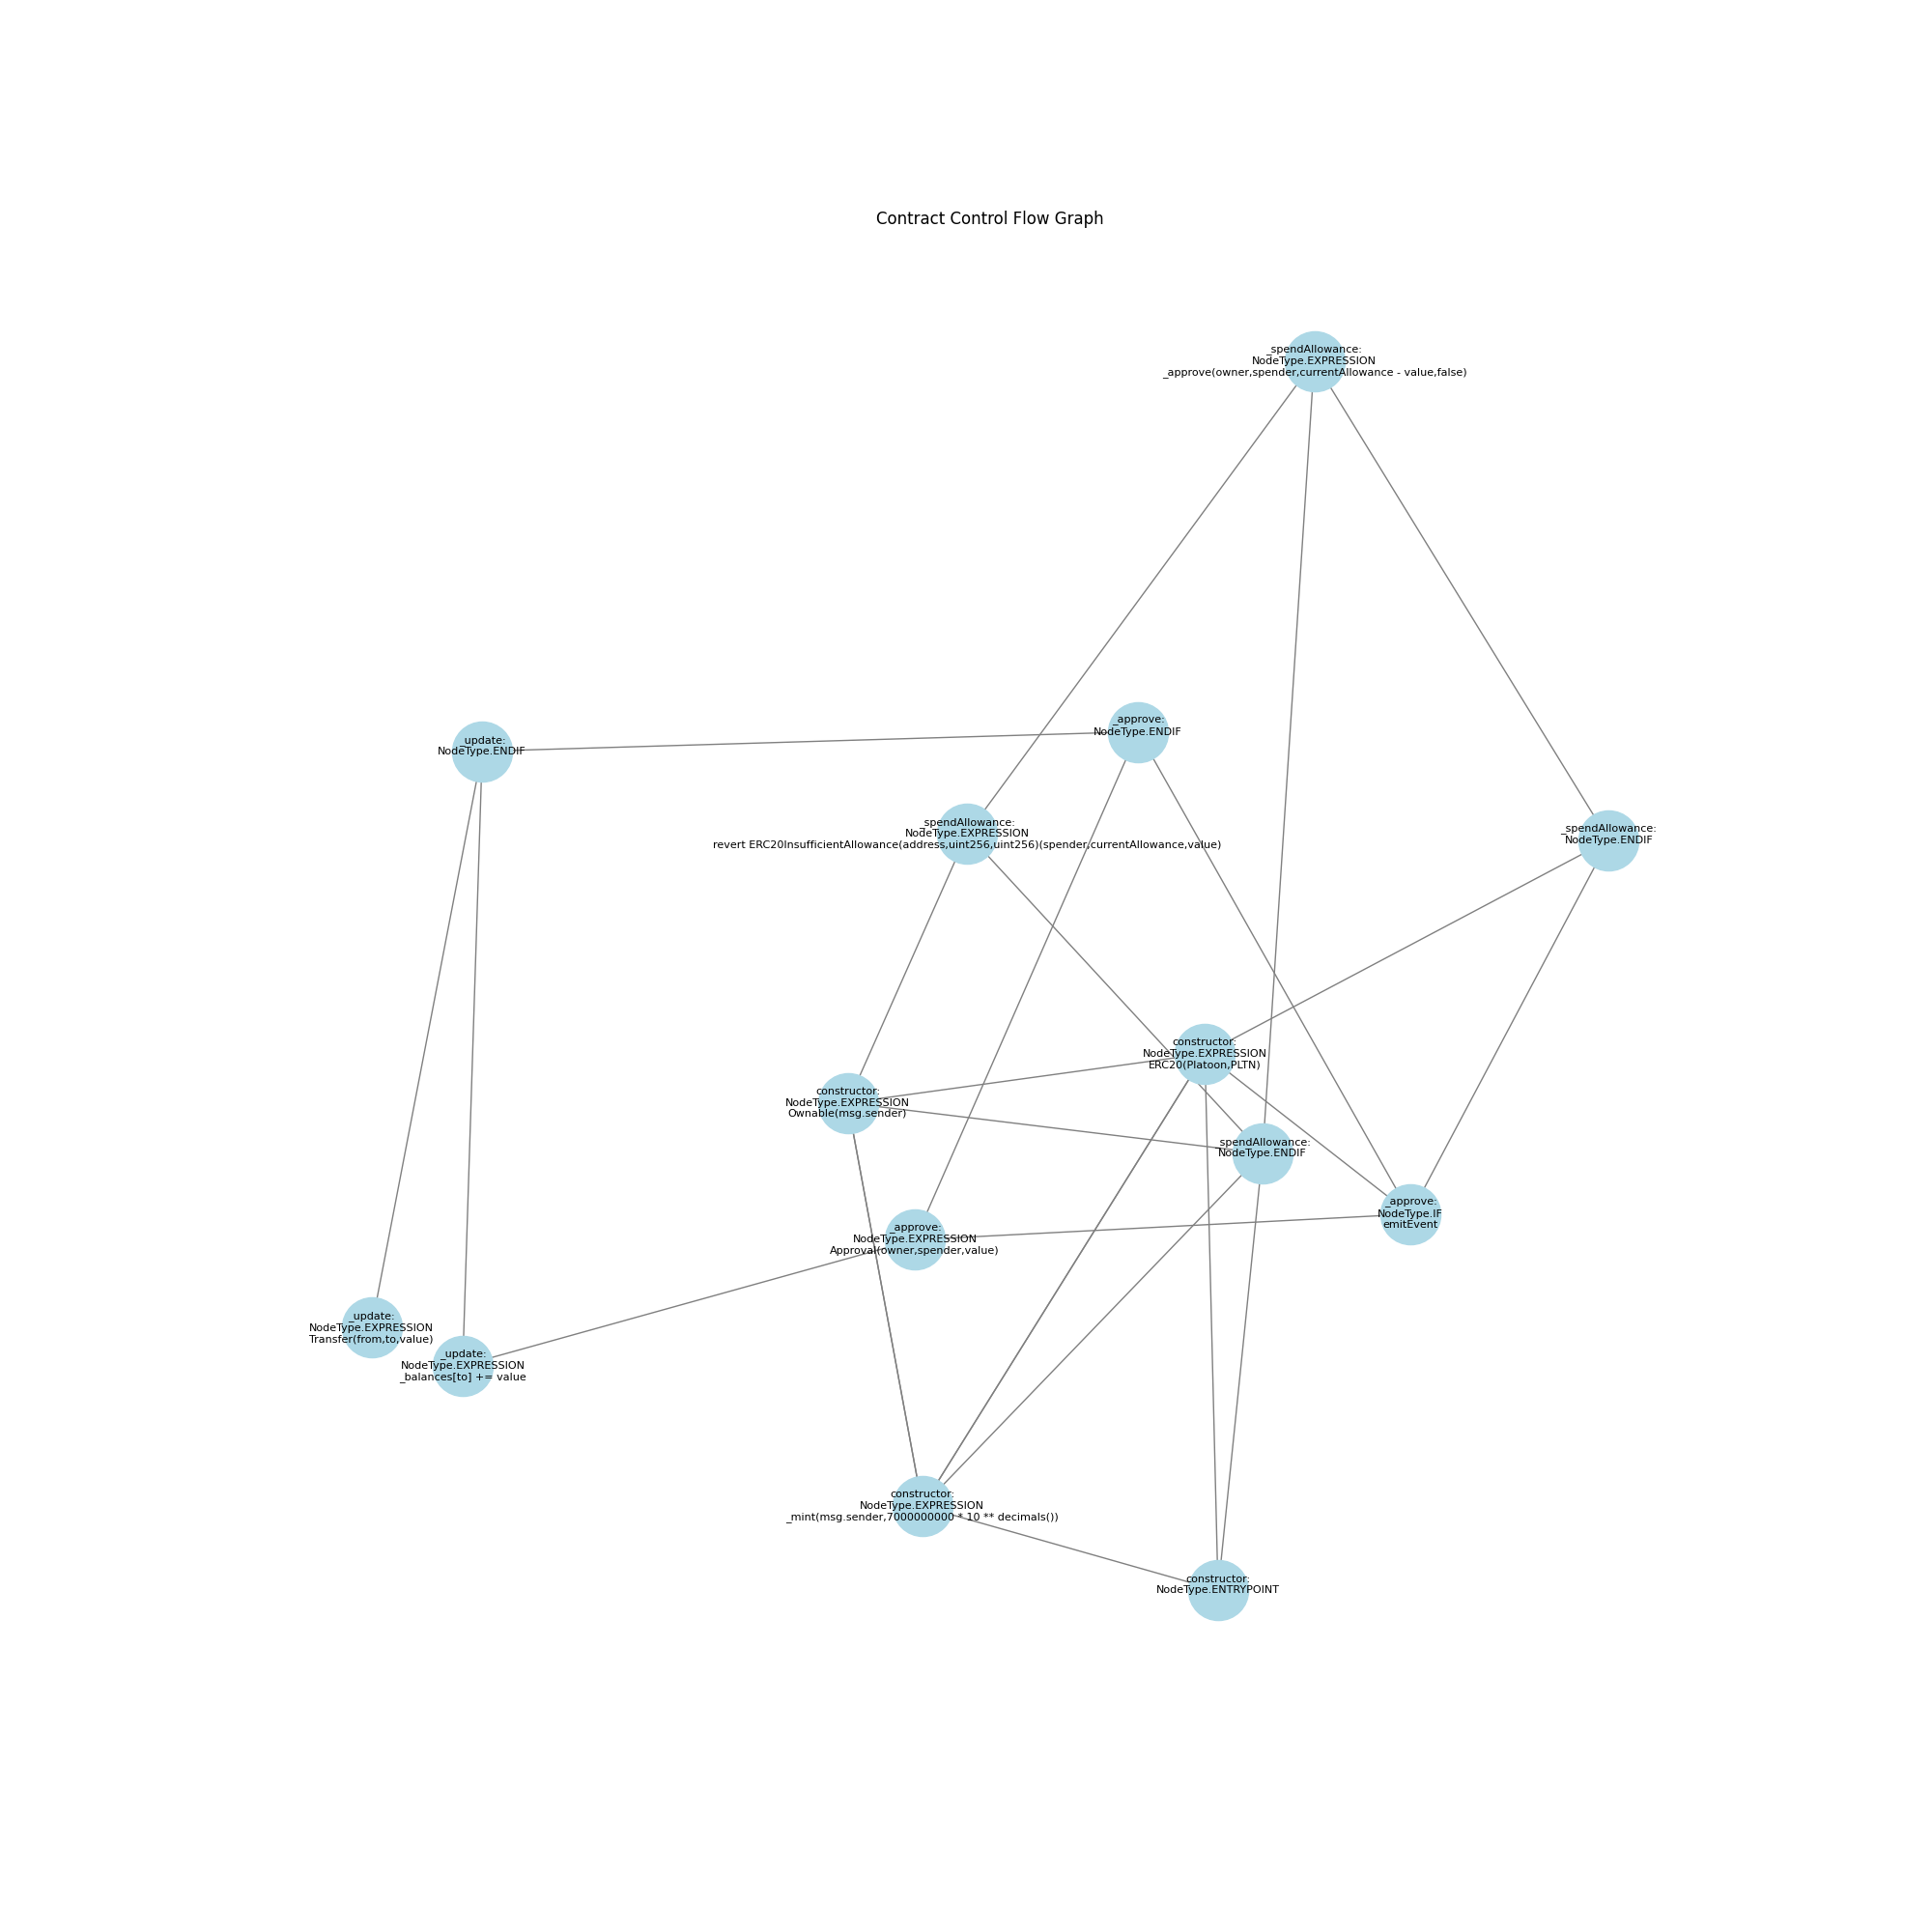 Contract Control Flow Graph
_spendAllowance:
NodeType.EXPRESSION
_approve(owner,spender,currentAllowance - value,false)
_approve:
NodeType.ENDIF
_update:
NodeType.ENDIF
_spendAllowance:
NodeType.EXPRESSION
revert ERC20InsufficientAllowance(address,uint256,uint256)(spender,currentAllowance,value)
_spendAllowance:
NodeType.ENDIF
constructor:
NodeType.EXPRESSION
ERC20(Platoon,PLTN)
constructor:
NodeType.EXPRESSION
Ownable(msg.sender)
_spendAllowance:
NodeType.ENDIF
_approve:
NodeType.IF
emitEvent
_approve:
NodeType.EXPRESSION
Approval(owner,spender,value)
_update:
NodeType.EXPRESSION
Transfer(from,to,value)
_update:
NodeType.EXPRESSION
_balances[to] += value
constructor:
NodeType.EXPRESSION
_mint(msg.sender,7000000000 * 10 ** decimals())
constructor:
NodeType.ENTRYPOINT